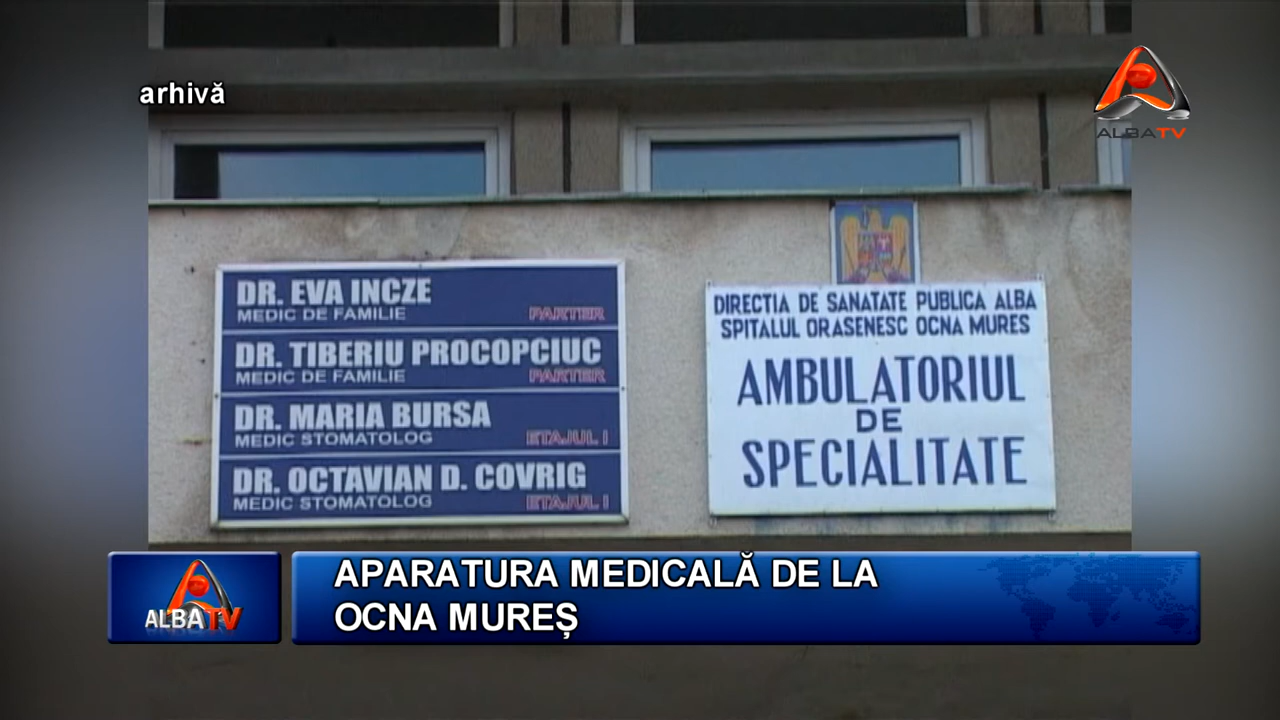 arhivă
ALBATV
DR. EVA INCZE
MEDIC DE FAMILIE
PARTER
DR. TIBERIU PROCOPCIUC
MEDIC DE FAMILIE
PARTER
DR. MARIA BURSA
MEDIC STOMATOLOG
ETAJUL I
DR. OCTAVIAN D. COVRIG
MEDIC STOMATOLOG
ETAJUL I
DIRECTIA DE SANATATE PUBLICA ALBA
SPITALUL ORASENESC OCNA MURES
AMBULATORIUL
DE
SPECIALITATE
ALBATV
APARATURA MEDICALĂ DE LA
OCNA MUREȘ